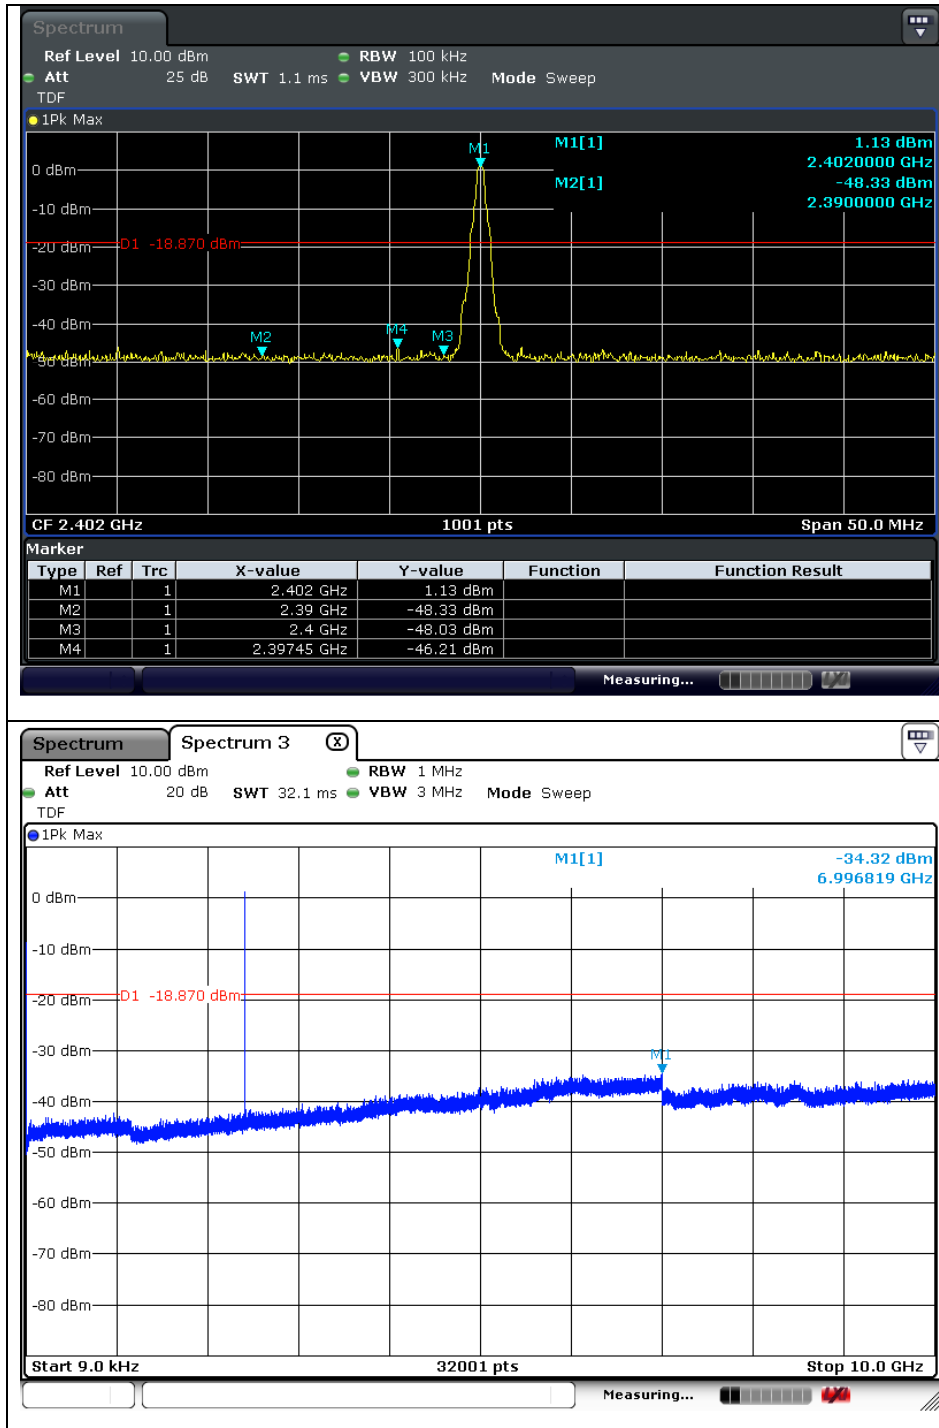 Spectrum
Ref Level 10.00 dBm RBW 100 kHz
Att 25 dB SWT 1.1 ms VBW 300 kHz Mode Sweep
TDF
1Pk Max
M1 M1[1] 1.13 dBm
2.4020000 GHz
0 dBm
M2[1] -48.33 dBm
2.3900000 GHz
-10 dBm
-20 dBm D1 -18.870 dBm
-30 dBm
-40 dBm
M2 M4 M3
-50 dBm
-60 dBm
-70 dBm
-80 dBm
CF 2.402 GHz 1001 pts Span 50.0 MHz
Marker
Type Ref Trc X-value Y-value Function Function Result
M1 1 2.402 GHz 1.13 dBm
M2 1 2.39 GHz -48.33 dBm
M3 1 2.4 GHz -48.03 dBm
M4 1 2.39745 GHz -46.21 dBm
Measuring...
Spectrum Spectrum 3 X
Ref Level 10.00 dBm RBW 1 MHz
Att 20 dB SWT 32.1 ms VBW 3 MHz Mode Sweep
TDF
1Pk Max
M1[1] -34.32 dBm
6.996819 GHz
0 dBm
-10 dBm
-20 dBm D1 -18.870 dBm
-30 dBm
M1
-40 dBm
-50 dBm
-60 dBm
-70 dBm
-80 dBm
Start 9.0 kHz 32001 pts Stop 10.0 GHz
Measuring...